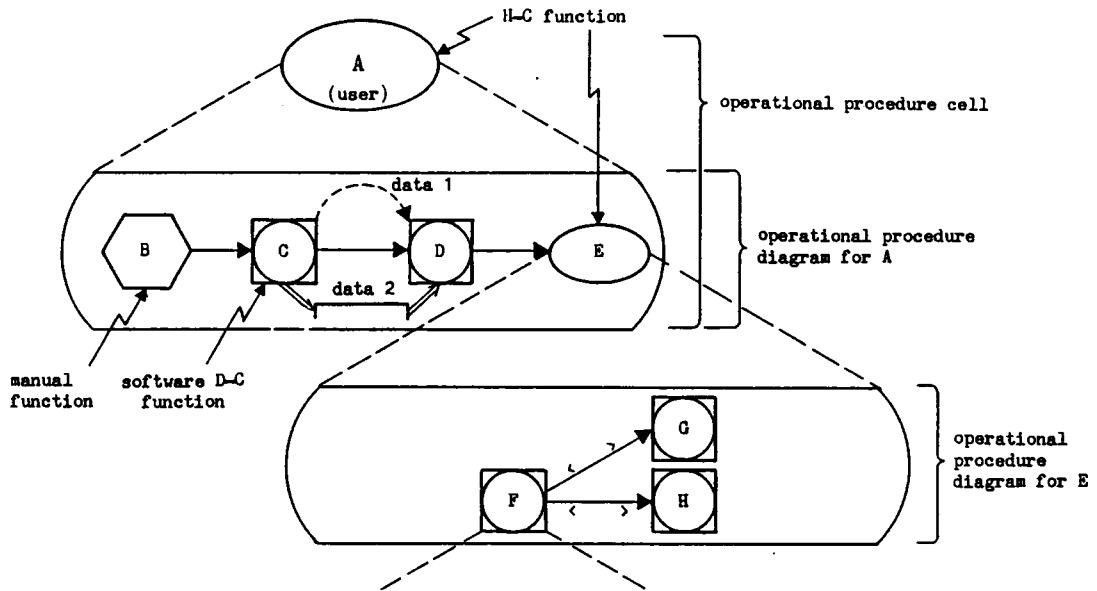 H-C function
A
(user)
operational procedure cell
data 1
B
C
D
E
operational procedure
diagram for A
data 2
manual
function
software D-C
function
G
operational
procedure
diagram for E
F
H